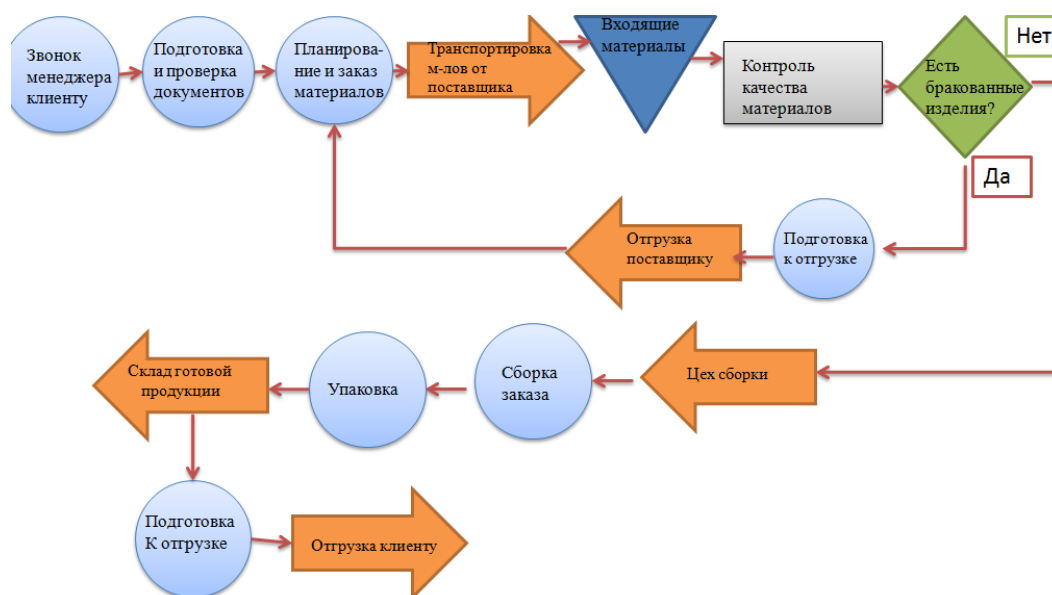 Звонок
менеджера
клиенту
Подготовка
и проверка
документов
Планирова-
ние и заказ
материалов
Транспортировка
м-лов от
поставщика
Входящие
материалы
Контроль
качества
материалов
Есть
бракованные
изделия?
Нет
Да
Подготовка
к отгрузке
Отгрузка
поставщику
Цех сборки
Сборка
заказа
Упаковка
Склад готовой
продукции
Подготовка
К отгрузке
Отгрузка клиенту